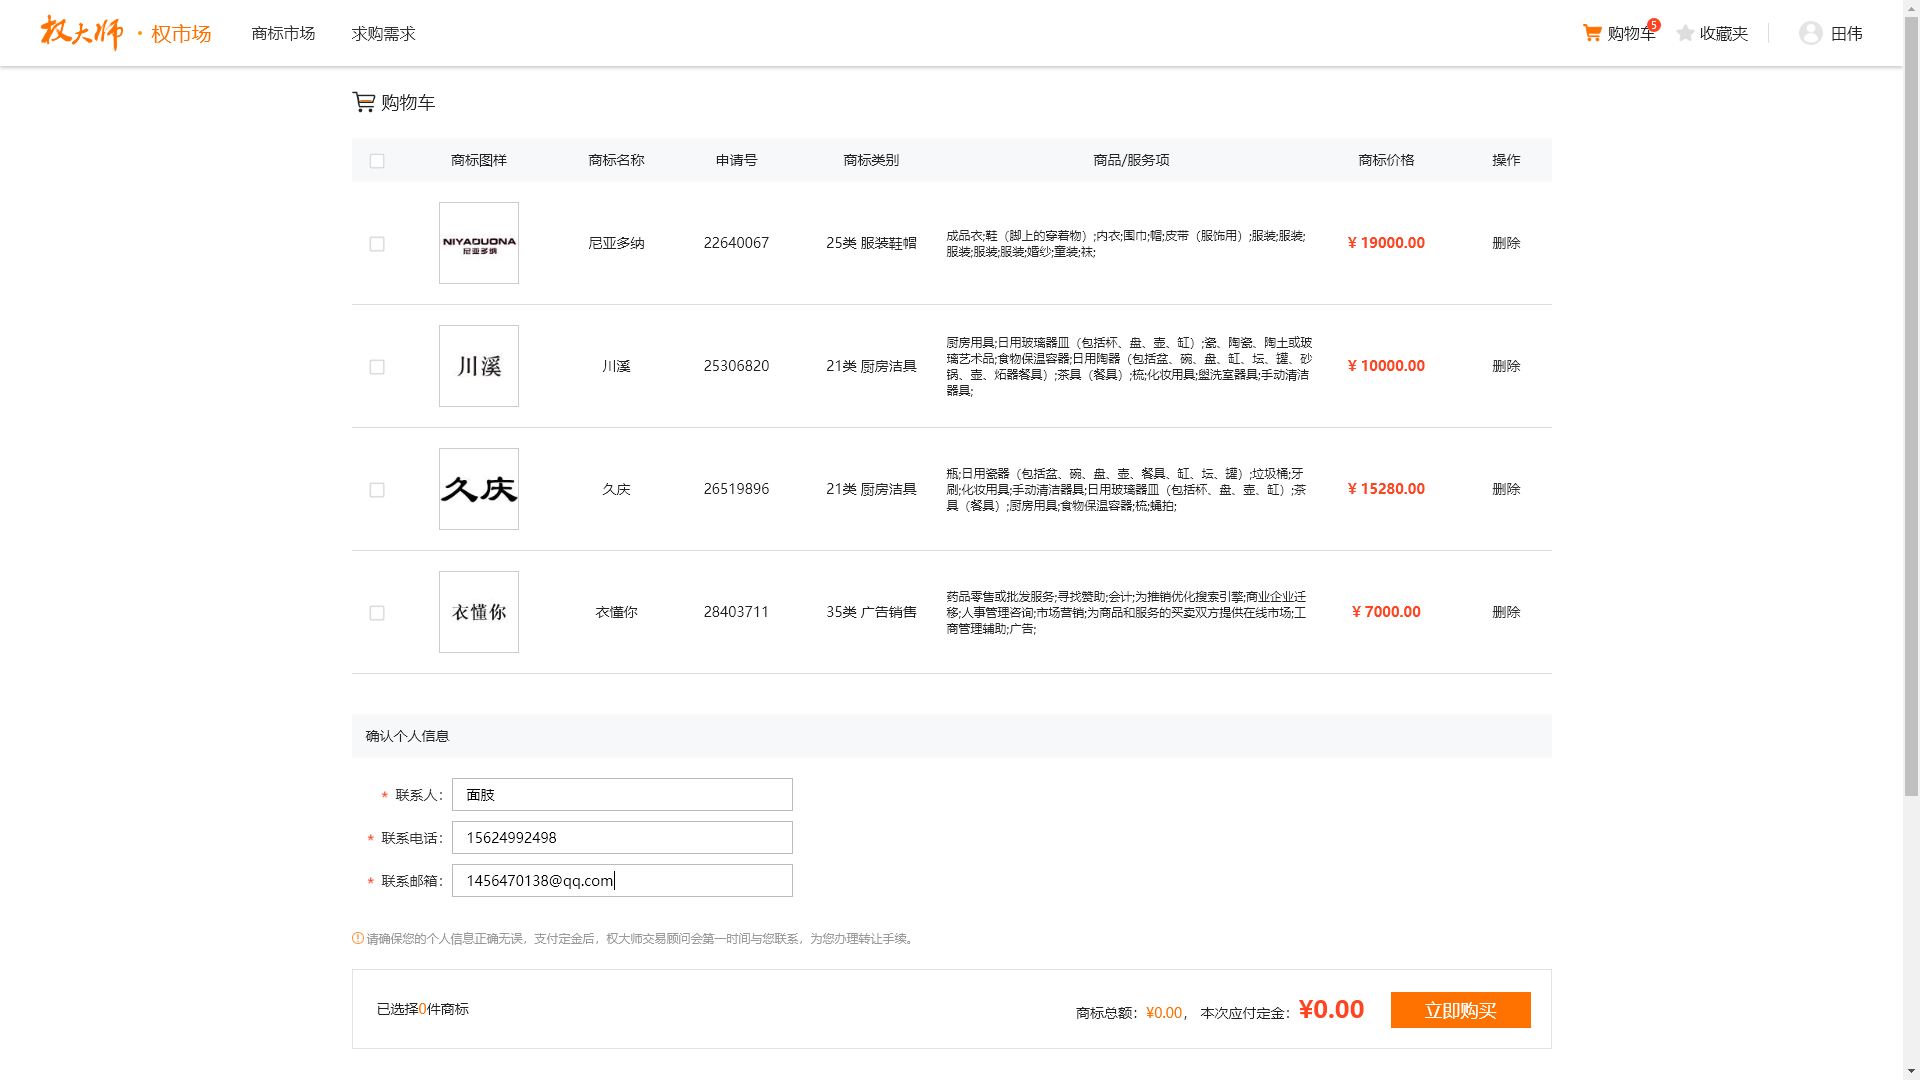 权大师 · 权市场 商标市场 求购需求 购物车 5 收藏夹 田伟
购物车
商标图样 商标名称 申请号 商标类别 商品/服务项 商标价格 操作
NIYADUONA
尼亚多纳
尼亚多纳 22640067 25类 服装鞋帽
成品衣;鞋（脚上的穿着物）;内衣;围巾;帽;皮带（服饰用）;服装;服装;
服装;服装;服装;婚纱;童装;袜;
¥ 19000.00 删除
川溪
川溪 25306820 21类 厨房洁具
厨房用具;日用玻璃器皿（包括杯、盘、壶、缸）;瓷、陶瓷、陶土或玻
璃艺术品;食物保温容器;日用陶器（包括盆、碗、盘、缸、坛、罐、砂
锅、壶、炻器餐具）;茶具（餐具）;梳;化妆用具;盥洗室器具;手动清洁
器具;
¥ 10000.00 删除
久庆
久庆 26519896 21类 厨房洁具
瓶;日用瓷器（包括盆、碗、盘、壶、餐具、缸、坛、罐）;垃圾桶;牙
刷;化妆用具;手动清洁器具;日用玻璃器皿（包括杯、盘、壶、缸）;茶
具（餐具）;厨房用具;食物保温容器;梳;蝇拍;
¥ 15280.00 删除
衣懂你
衣懂你 28403711 35类 广告销售
药品零售或批发服务;寻找赞助;会计;为推销优化搜索引擎;商业企业迁
移;人事管理咨询;市场营销;为商品和服务的买卖双方提供在线市场;工
商管理辅助;广告;
¥ 7000.00 删除
确认个人信息
* 联系人: 面肢
* 联系电话: 15624992498
* 联系邮箱: 1456470138@qq.com
请确保您的个人信息正确无误，支付定金后，权大师交易顾问会第一时间与您联系，为您办理转让手续。
已选择0件商标 商标总额：¥0.00， 本次应付定金：¥0.00 立即购买